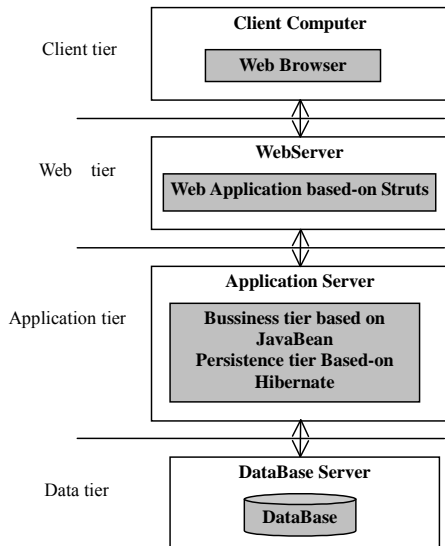 Client Computer
Client tier
Web Browser
WebServer
Web tier
Web Application based-on Struts
Application Server
Application tier
Bussiness tier based on
JavaBean
Persistence tier Based-on
Hibernate
DataBase Server
Data tier
DataBase